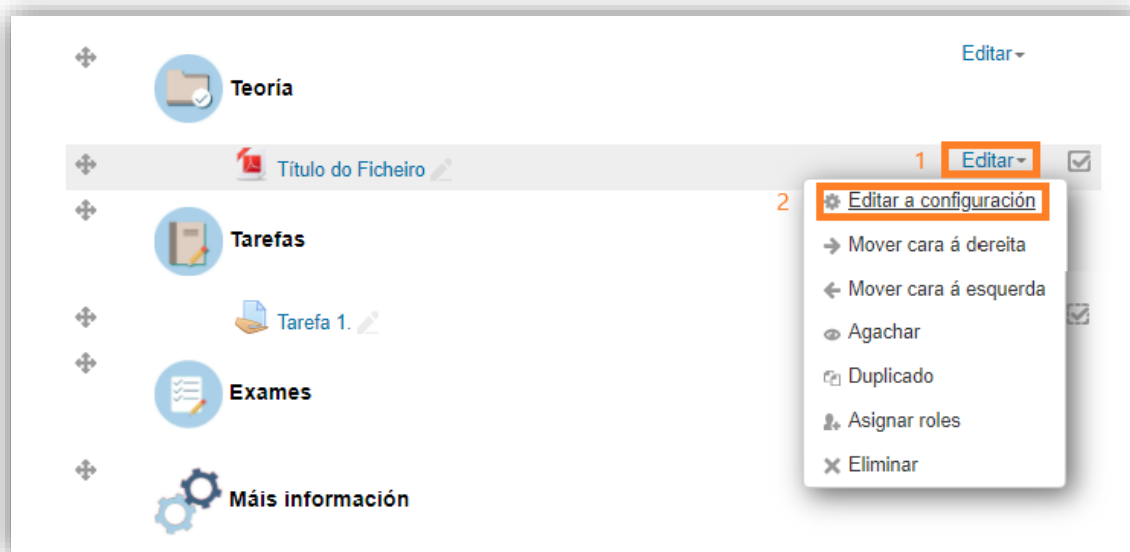 Editar
Teoría
Título do Ficheiro
1 Editar
2 Editar a configuración
Tarefas
Mover cara á dereita
Mover cara á esquerda
Tarefa 1.
Agachar
Duplicado
Exames
Asignar roles
Eliminar
Máis información